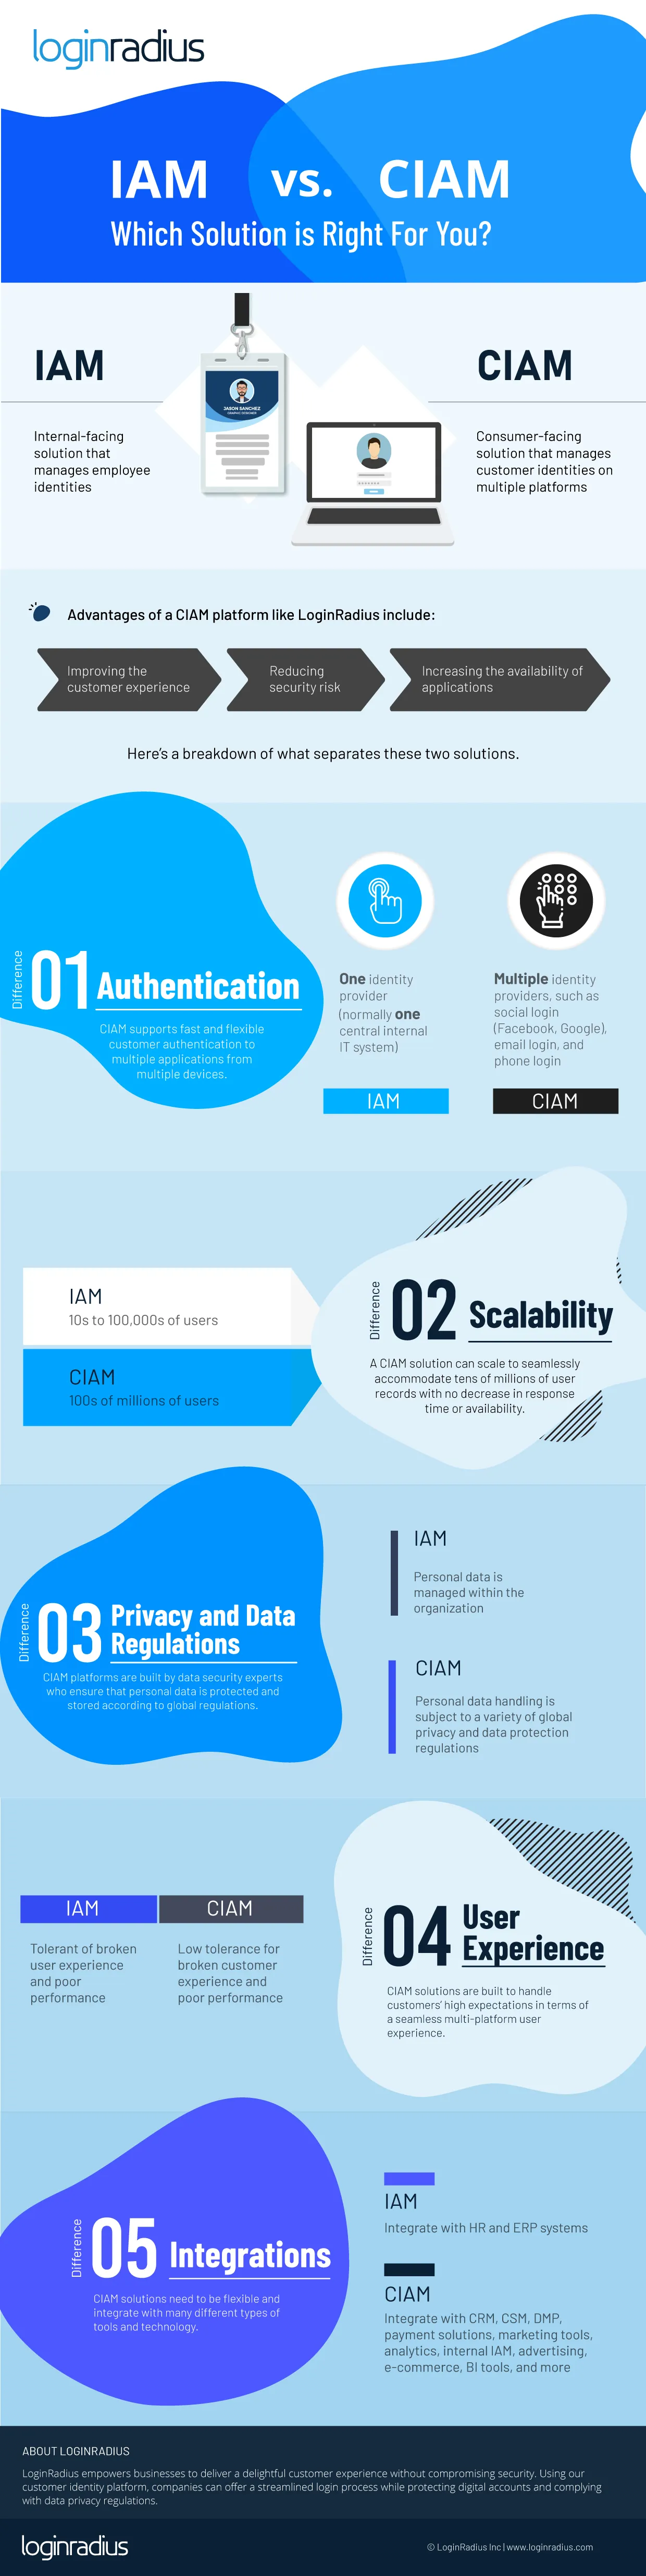 loginradius
IAM vs. CIAM
Which Solution is Right For You?
IAM
Internal-facing
solution that
manages employee
identities
JASON SANCHEZ
GRAPHIC DESIGNER
CIAM
Consumer-facing
solution that manages
customer identities on
multiple platforms
Advantages of a CIAM platform like LoginRadius include:
Improving the
customer experience
Reducing
security risk
Increasing the availability of
applications
Here's a breakdown of what separates these two solutions.
Difference
01 Authentication
CIAM supports fast and flexible
customer authentication to
multiple applications from
multiple devices.
One identity
provider
(normally one
central internal
IT system)
IAM
Multiple identity
providers, such as
social login
(Facebook, Google),
email login, and
phone login
CIAM
IAM
10s to 100,000s of users
CIAM
100s of millions of users
Difference
02 Scalability
A CIAM solution can scale to seamlessly
accommodate tens of millions of user
records with no decrease in response
time or availability.
Difference
03 Privacy and Data
Regulations
CIAM platforms are built by data security experts
who ensure that personal data is protected and
stored according to global regulations.
IAM
Personal data is
managed within the
organization
CIAM
Personal data handling is
subject to a variety of global
privacy and data protection
regulations
IAM
Tolerant of broken
user experience
and poor
performance
CIAM
Low tolerance for
broken customer
experience and
poor performance
Difference
04 User
Experience
CIAM solutions are built to handle
customers' high expectations in terms of
a seamless multi-platform user
experience.
Difference
05 Integrations
CIAM solutions need to be flexible and
integrate with many different types of
tools and technology.
IAM
Integrate with HR and ERP systems
CIAM
Integrate with CRM, CSM, DMP,
payment solutions, marketing tools,
analytics, internal IAM, advertising,
e-commerce, BI tools, and more
ABOUT LOGINRADIUS
LoginRadius empowers businesses to deliver a delightful customer experience without compromising security. Using our
customer identity platform, companies can offer a streamlined login process while protecting digital accounts and complying
with data privacy regulations.
loginradius
© LoginRadius Inc | www.loginradius.com